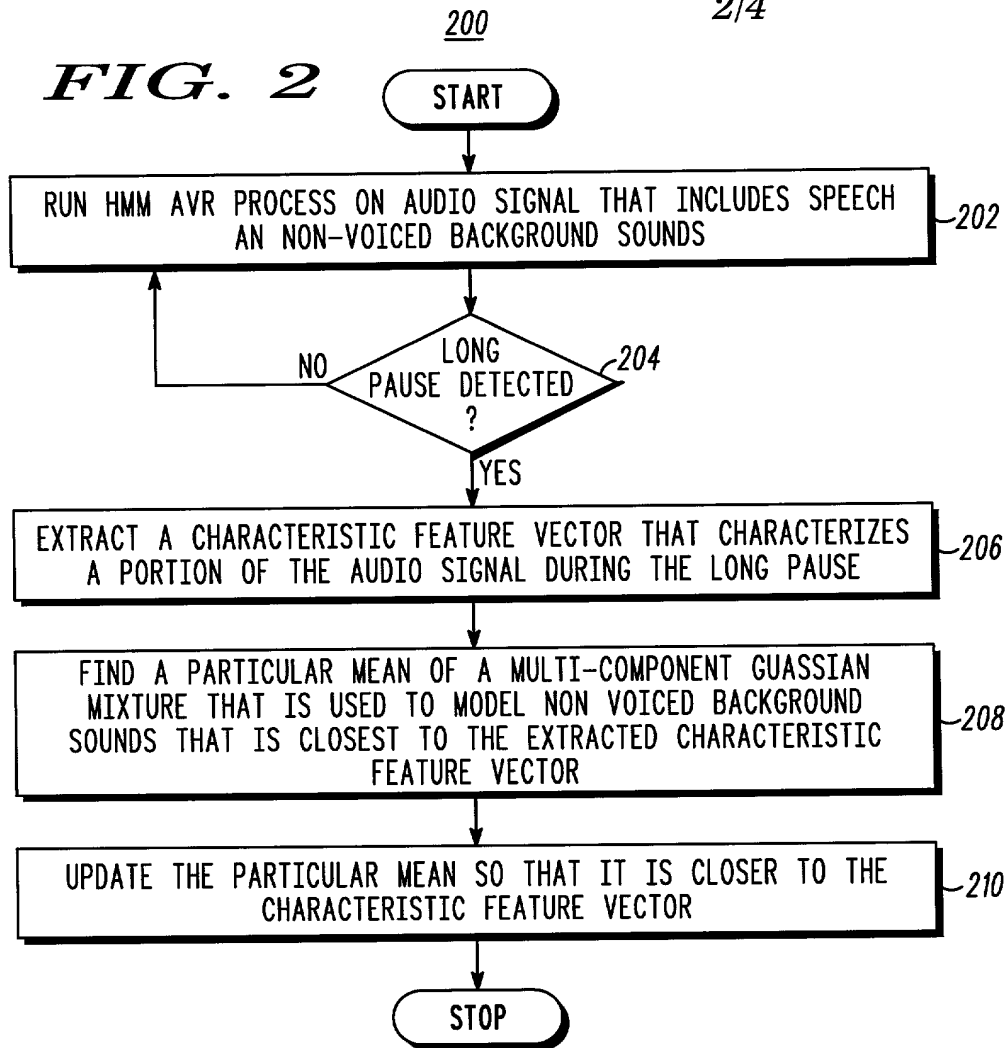 2/4
200
FIG. 2
START
RUN HMM AVR PROCESS ON AUDIO SIGNAL THAT INCLUDES SPEECH
AN NON-VOICED BACKGROUND SOUNDS
202
LONG
PAUSE DETECTED
?
204
NO
YES
EXTRACT A CHARACTERISTIC FEATURE VECTOR THAT CHARACTERIZES
A PORTION OF THE AUDIO SIGNAL DURING THE LONG PAUSE
206
FIND A PARTICULAR MEAN OF A MULTI-COMPONENT GUASSIAN
MIXTURE THAT IS USED TO MODEL NON VOICED BACKGROUND
SOUNDS THAT IS CLOSEST TO THE EXTRACTED CHARACTERISTIC
FEATURE VECTOR
208
UPDATE THE PARTICULAR MEAN SO THAT IT IS CLOSER TO THE
CHARACTERISTIC FEATURE VECTOR
210
STOP